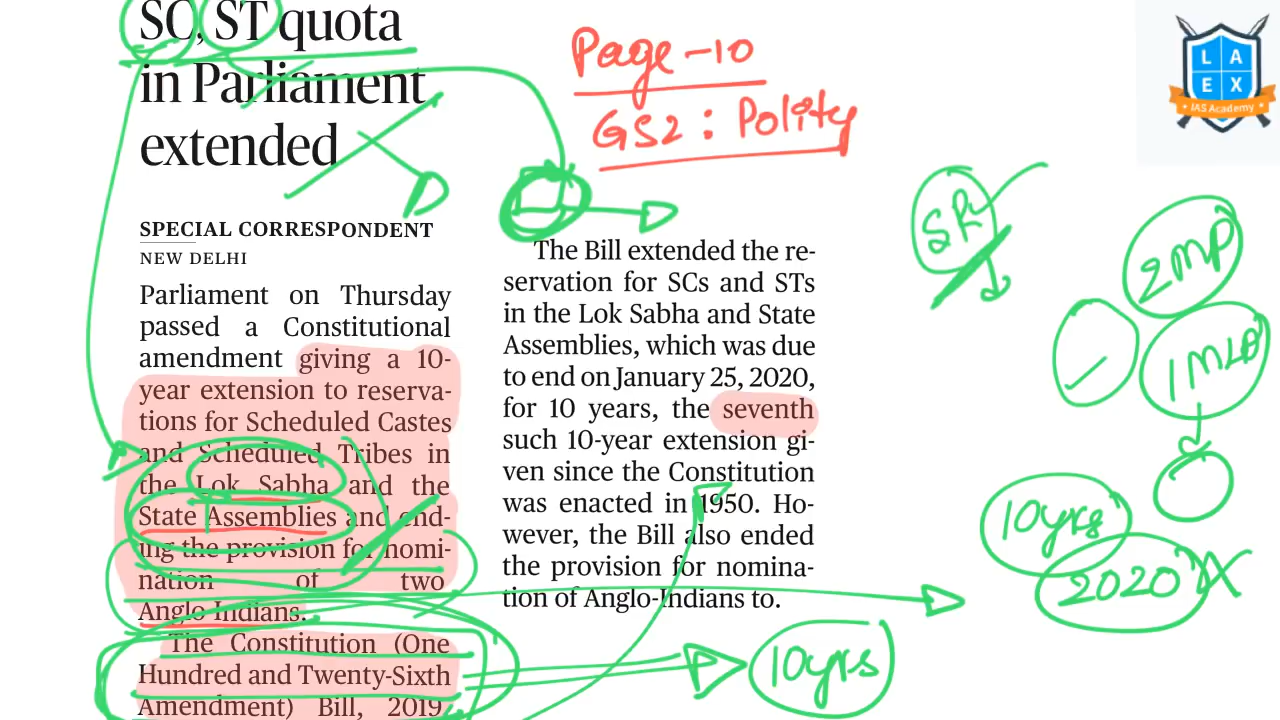 SC, ST quota
in Parliament
extended
SPECIAL CORRESPONDENT
NEW DELHI
Parliament on Thursday
passed a Constitutional
amendment giving a 10-
year extension to reserva-
tions for Scheduled Castes
and Scheduled Tribes in
the Lok Sabha and the
State Assemblies and end-
ing the provision for nomi-
nation of two
Anglo Indians.
The Constitution (One
Hundred and Twenty-Sixth
Amendment) Bill, 2019
The Bill extended the re-
servation for SCs and STs
in the Lok Sabha and State
Assemblies, which was due
to end on January 25, 2020,
for 10 years, the seventh
such 10-year extension gi-
ven since the Constitution
was enacted in 1950. Ho-
wever, the Bill also ended
the provision for nomina-
tion of Anglo-Indians to.
Page-10
GS2: Polity
LA
EX
IAS Academy
SR
2MP
1MLA
10yrs
2020
10yrs